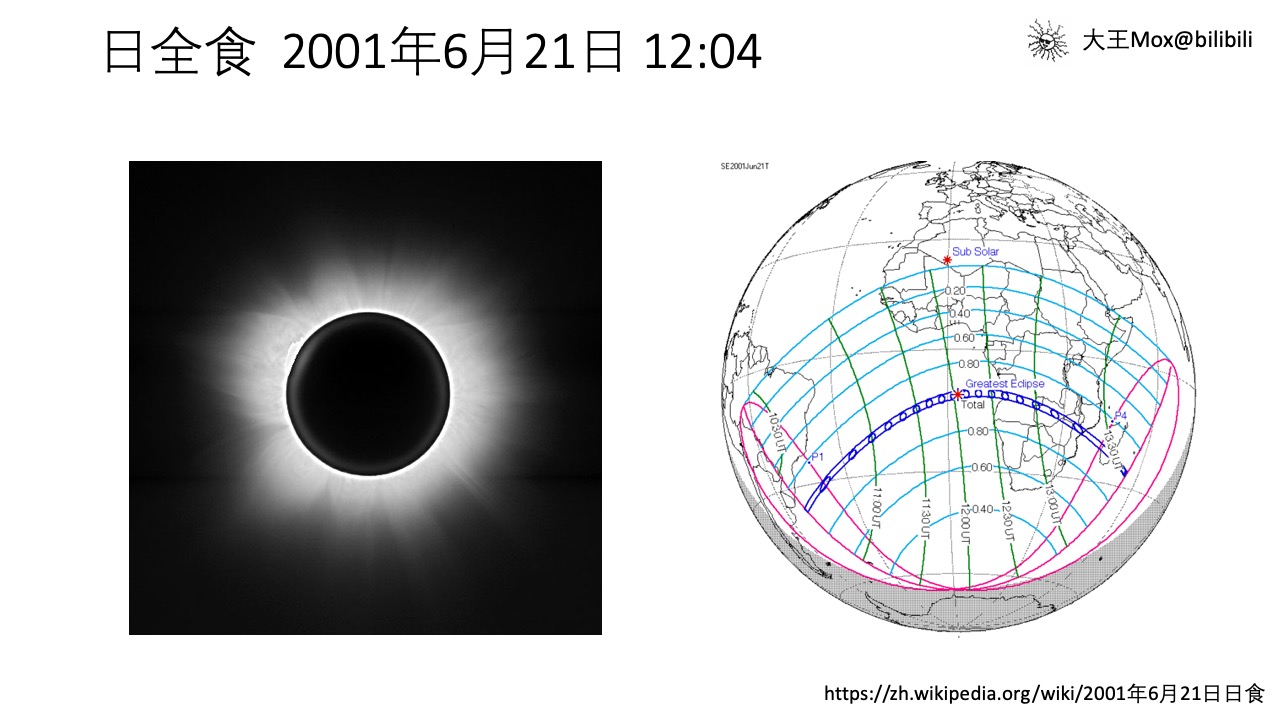 日全食 2001年6月21日 12:04
大王Mox@bilibili
SE2001Jun21T
Sub Solar
0.20
0.40
0.60
0.80
Greatest Eclipse
Total
P4
10:30 UT
0.80
13:30 UT
P1
0.60
11:00 UT
11:30 UT
12:00 UT
0.40
12:30 UT
13:00 UT
https://zh.wikipedia.org/wiki/2001年6月21日日食